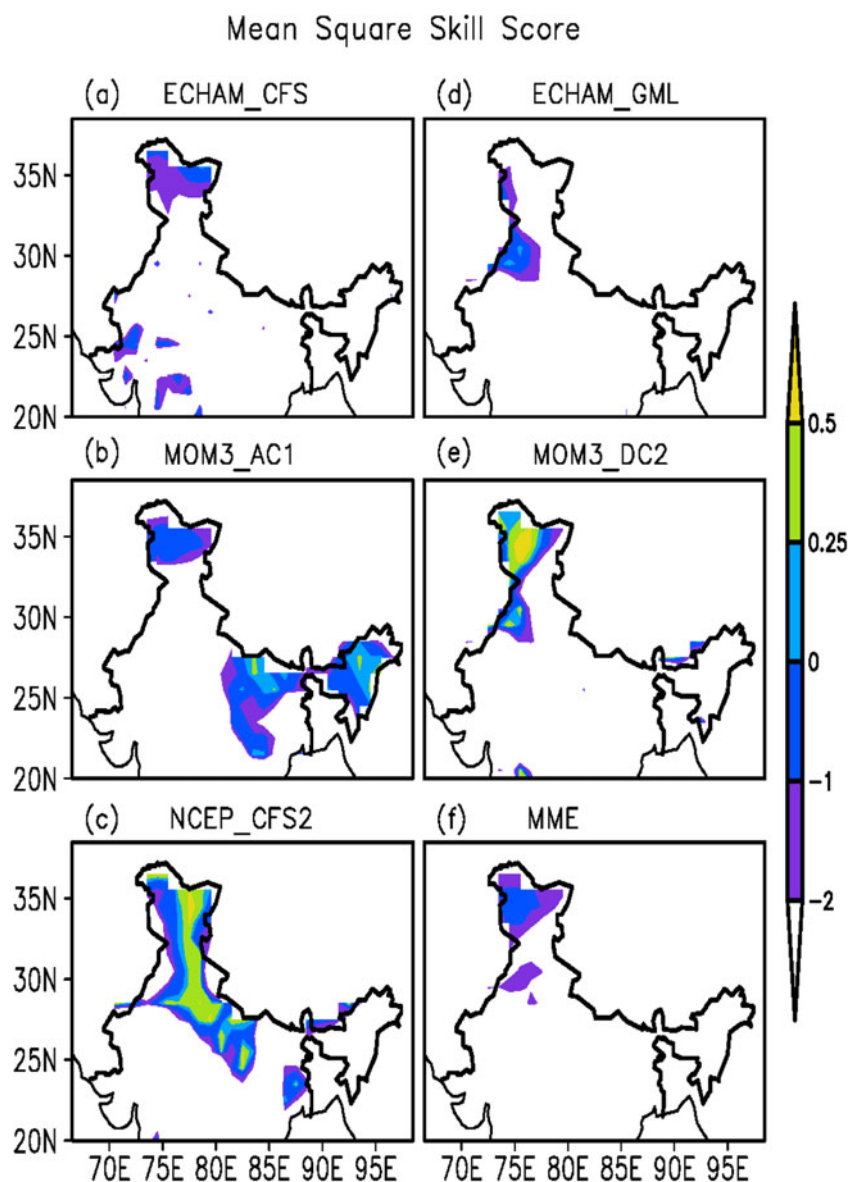 Mean Square Skill Score
(a) ECHAM_CFS
(d) ECHAM_GML
35N
30N
25N
20N
(b) MOM3_AC1
(e) MOM3_DC2
35N
30N
25N
20N
(c) NCEP_CFS2
(f) MME
35N
30N
25N
20N
70E 75E 80E 85E 90E 95E
70E 75E 80E 85E 90E 95E
0.5
0.25
0
-1
-2